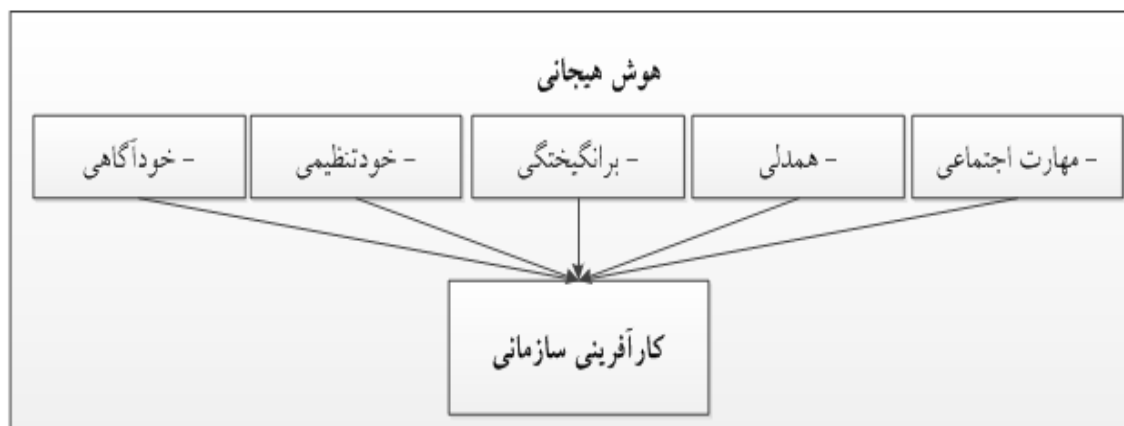 هوش هیجانی
- مهارت اجتماعی
- همدلی
- برانگیختگی
- خودتنظیمی
- خودآگاهی
کارآفرینی سازمانی